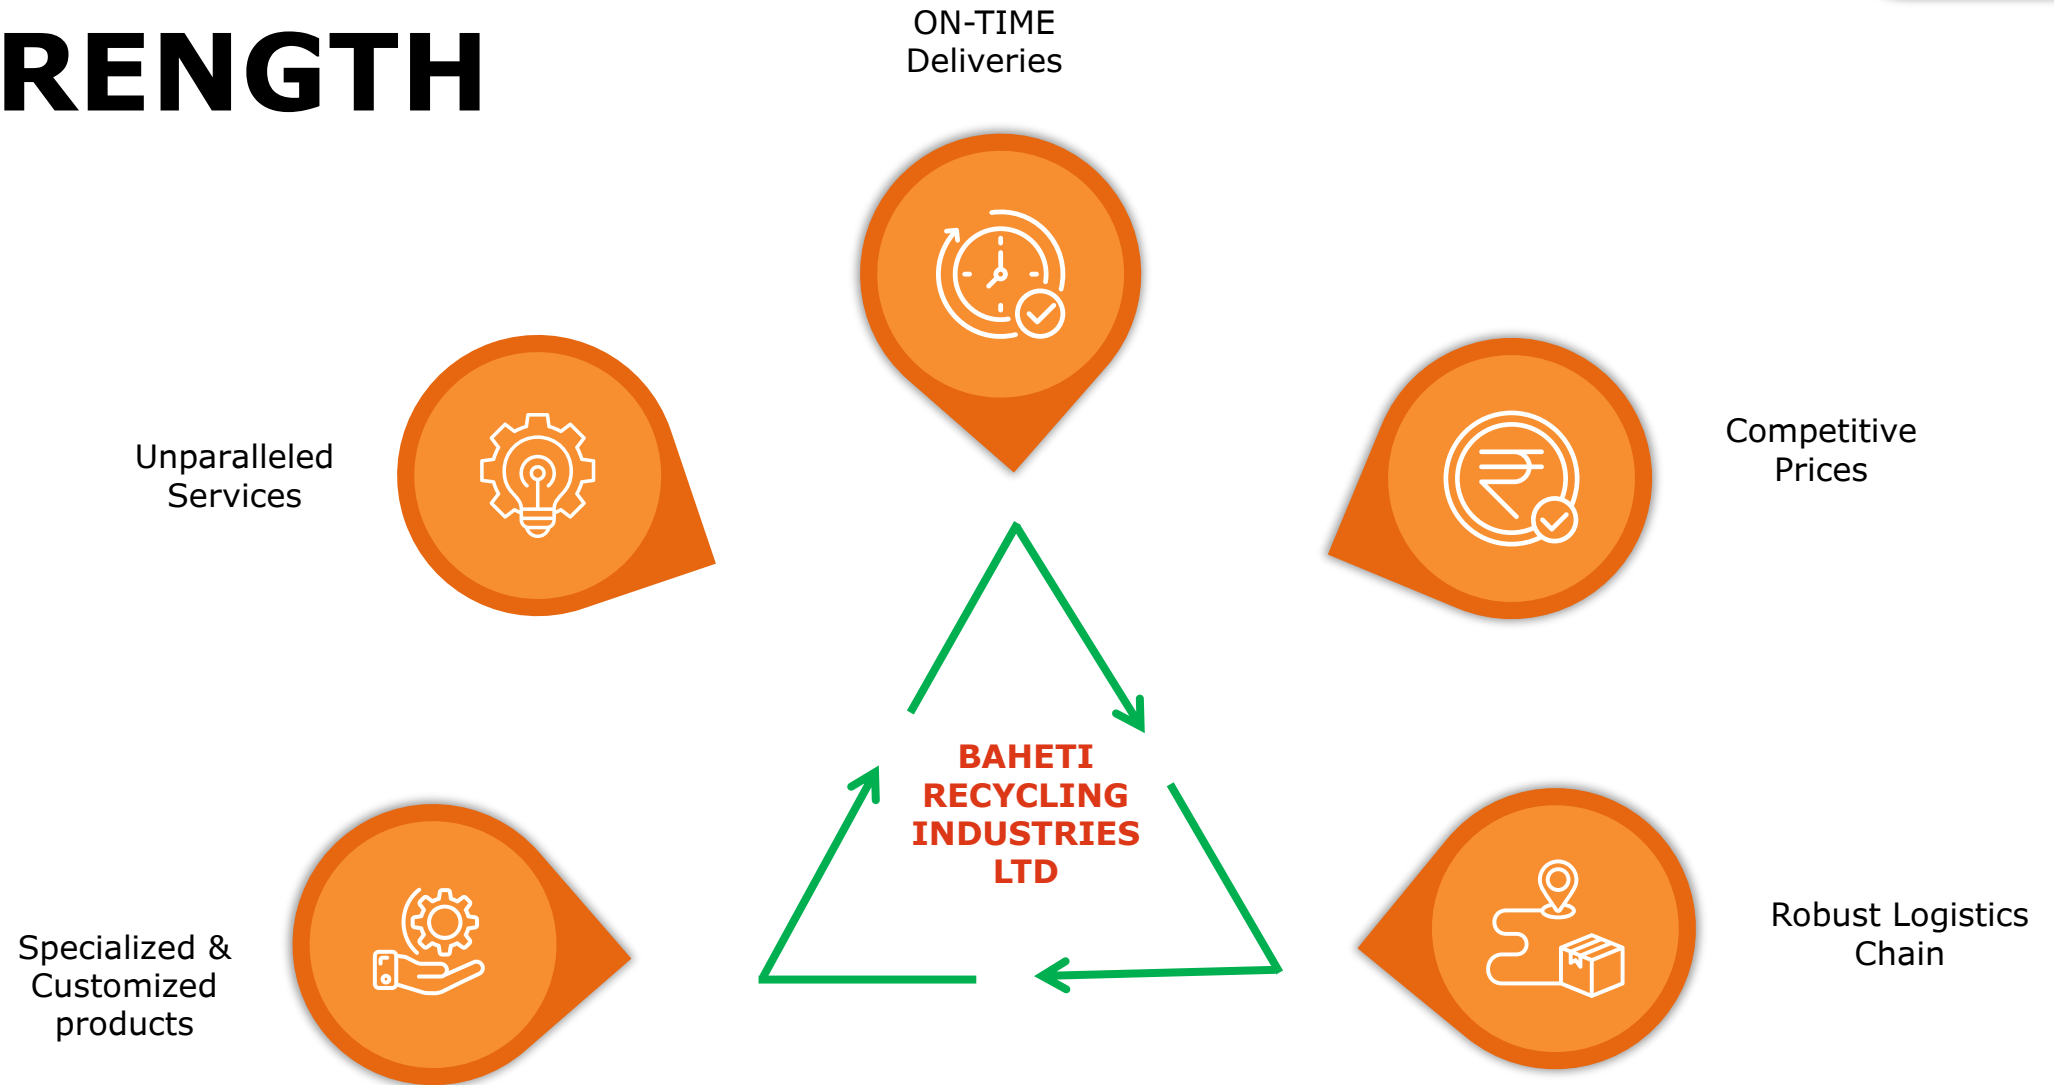 RENGTH
ON-TIME
Deliveries
Unparalleled
Services
Competitive
Prices
BAHETI
RECYCLING
INDUSTRIES
LTD
Specialized &
Customized
products
Robust Logistics
Chain